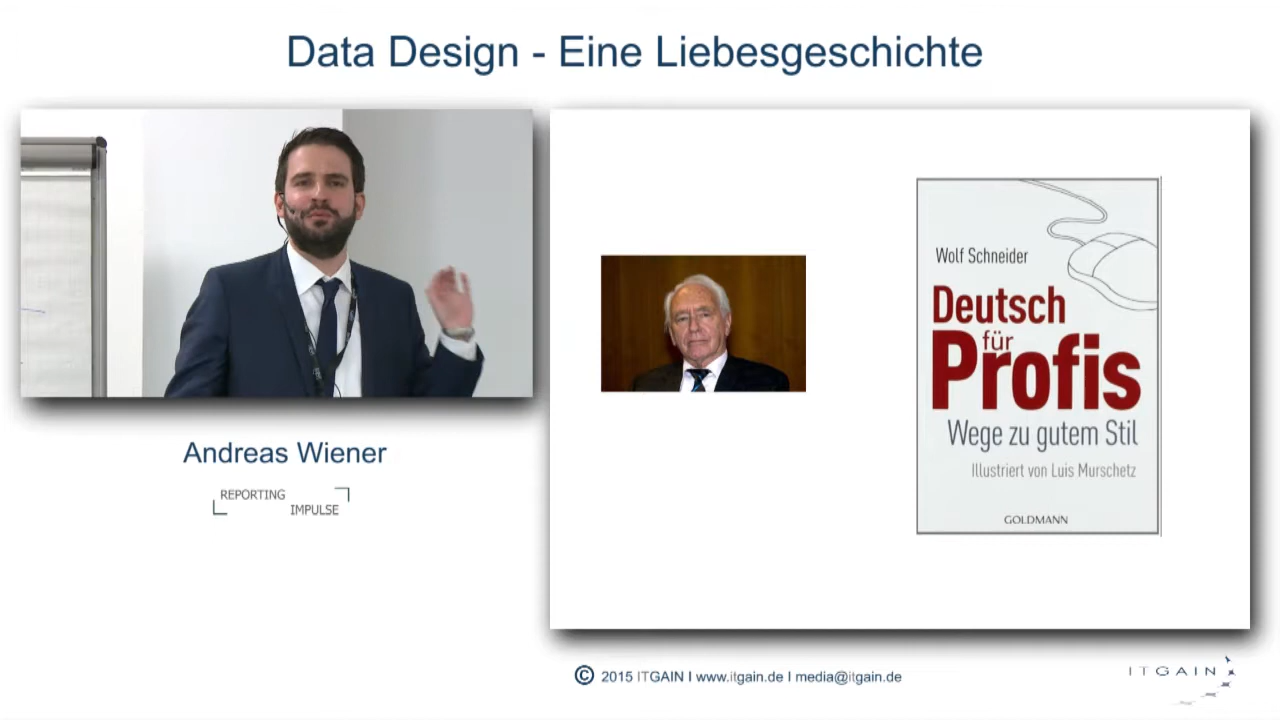 Data Design - Eine Liebesgeschichte
Andreas Wiener
REPORTING
IMPULSE
Wolf Schneider
Deutsch
für
Profis
Wege zu gutem Stil
Illustriert von Luis Murschetz
GOLDMANN
© 2015 ITGAIN I www.itgain.de I media@itgain.de
ITGAIN